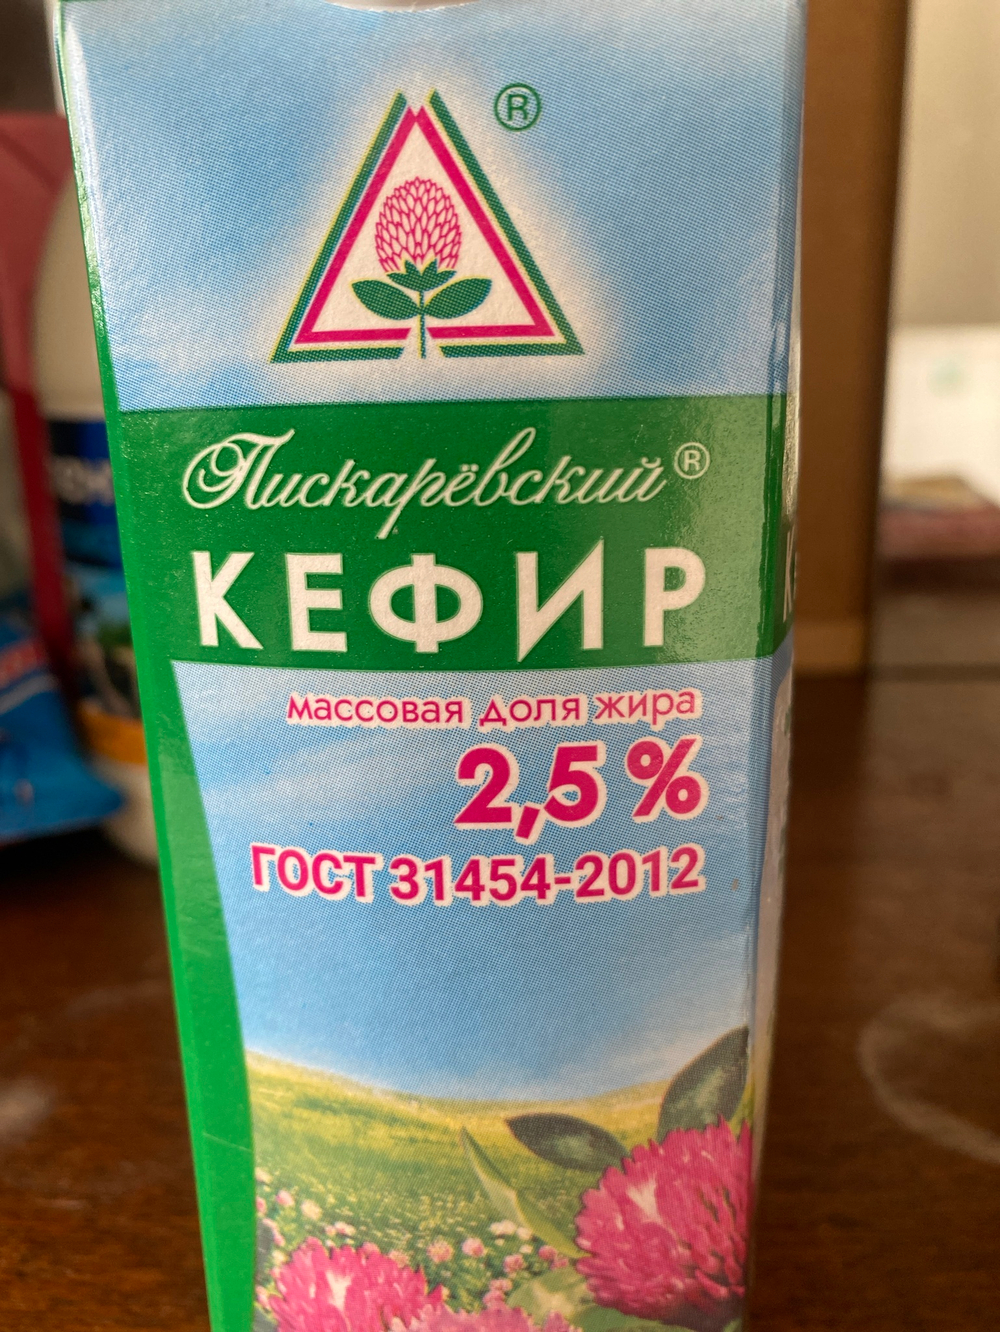 ®
Пискарёвский®
КЕФИР
массовая доля жира
2,5 %
ГОСТ 31454-2012